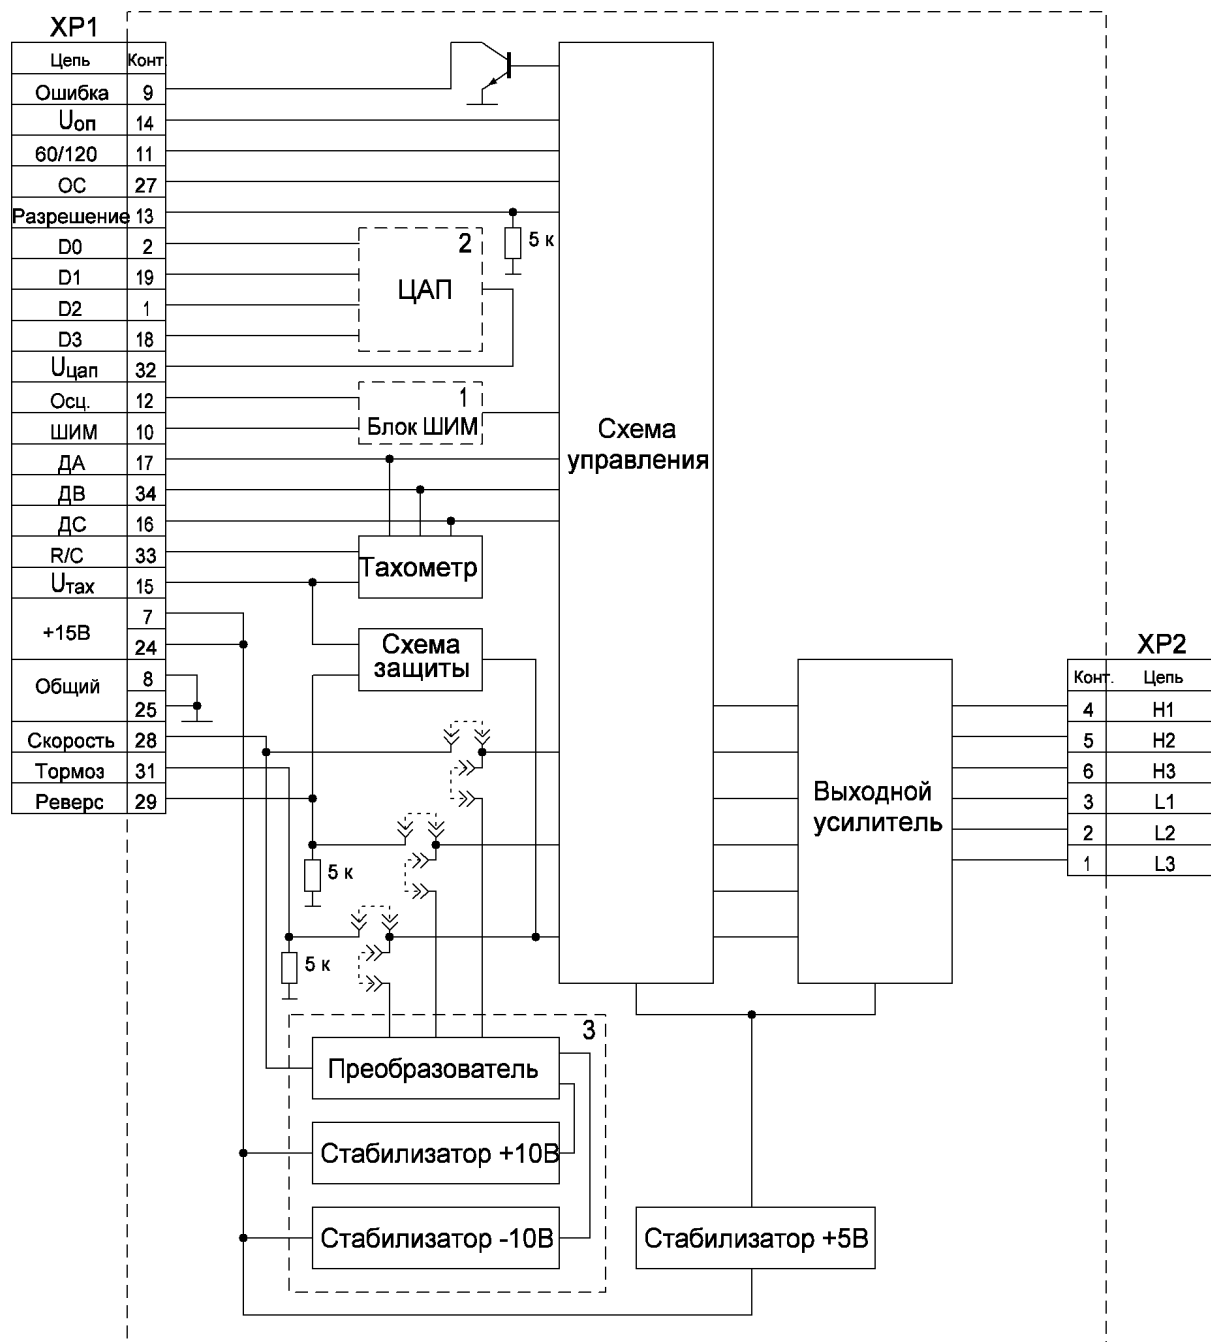 XP1
Цепь Конт.
Ошибка 9
Uоп 14
60/120 11
ОС 27
Разрешение 13
D0 2
D1 19
D2 1
D3 18
Uцап 32
Осц. 12
ШИМ 10
ДА 17
ДВ 34
ДС 16
R/C 33
Uтах 15
+15В 7
24
Общий 8
25
Скорость 28
Тормоз 31
Реверс 29
5 к
2
ЦАП
1
Блок ШИМ
Тахометр
Схема
защиты
5 к
5 к
Схема
управления
3
Преобразователь
Стабилизатор +10В
Стабилизатор -10В
Стабилизатор +5В
Выходной
усилитель
XP2
Конт. Цепь
4 H1
5 H2
6 H3
3 L1
2 L2
1 L3